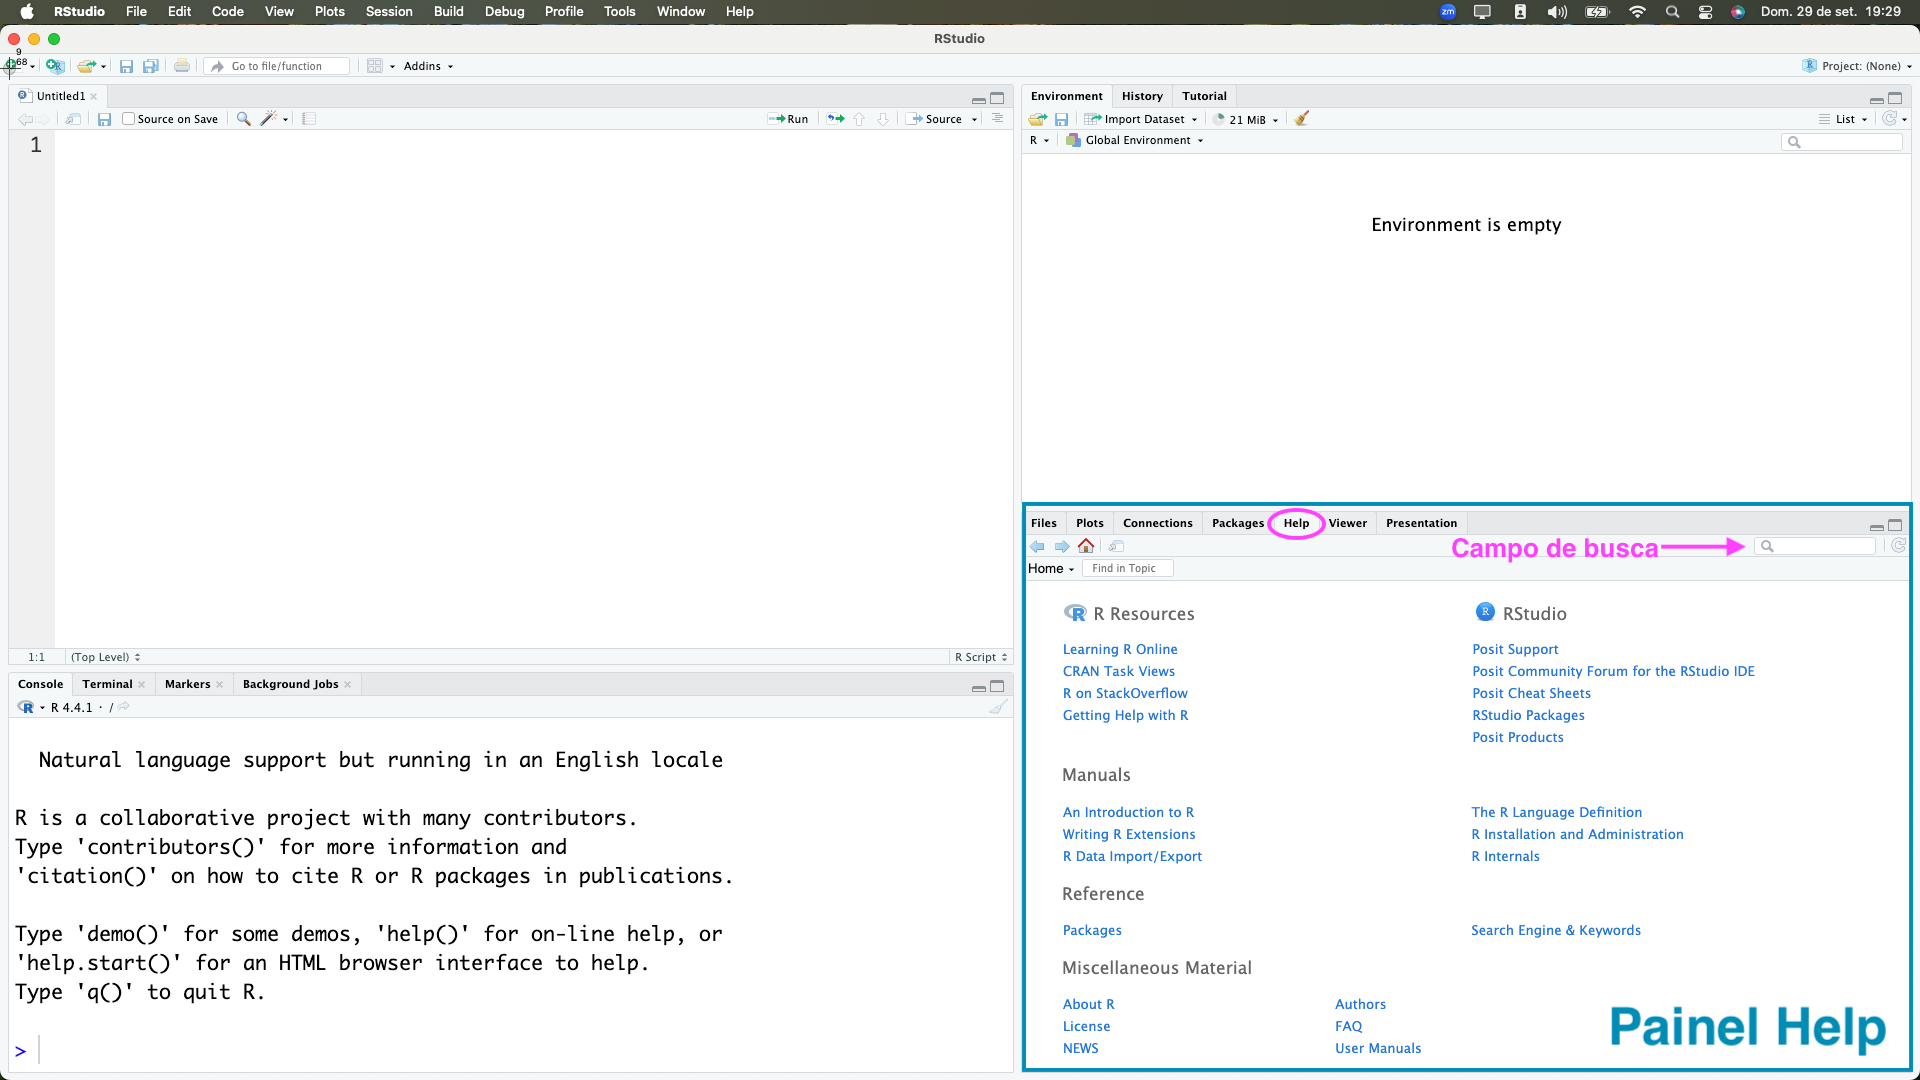 RStudio File Edit Code View Plots Session Build Debug Profile Tools Window Help zm Dom. 29 de set. 19:29
RStudio
9
68
Go to file/function Addins Project: (None)
Untitled1
Source on Save Run Source
1
1:1 (Top Level) R Script
Console Terminal Markers Background Jobs
R 4.4.1 · /
Natural language support but running in an English locale
R is a collaborative project with many contributors.
Type 'contributors()' for more information and
'citation()' on how to cite R or R packages in publications.
Type 'demo()' for some demos, 'help()' for on-line help, or
'help.start()' for an HTML browser interface to help.
Type 'q()' to quit R.
>
Environment History Tutorial
Import Dataset 21 MiB List
R Global Environment
Environment is empty
Files Plots Connections Packages Help Viewer Presentation
Campo de busca
Home Find in Topic
R Resources RStudio
Learning R Online Posit Support
CRAN Task Views Posit Community Forum for the RStudio IDE
R on StackOverflow Posit Cheat Sheets
Getting Help with R RStudio Packages
Posit Products
Manuals
An Introduction to R The R Language Definition
Writing R Extensions R Installation and Administration
R Data Import/Export R Internals
Reference
Packages Search Engine & Keywords
Miscellaneous Material
About R Authors
License FAQ
NEWS User Manuals
Painel Help